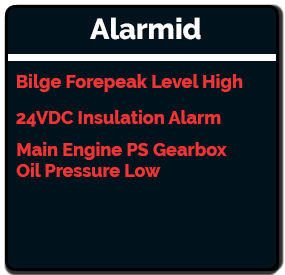 Alarmid
Bilge Forepeak Level High
24VDC Insulation Alarm
Main Engine PS Gearbox
Oil Pressure Low